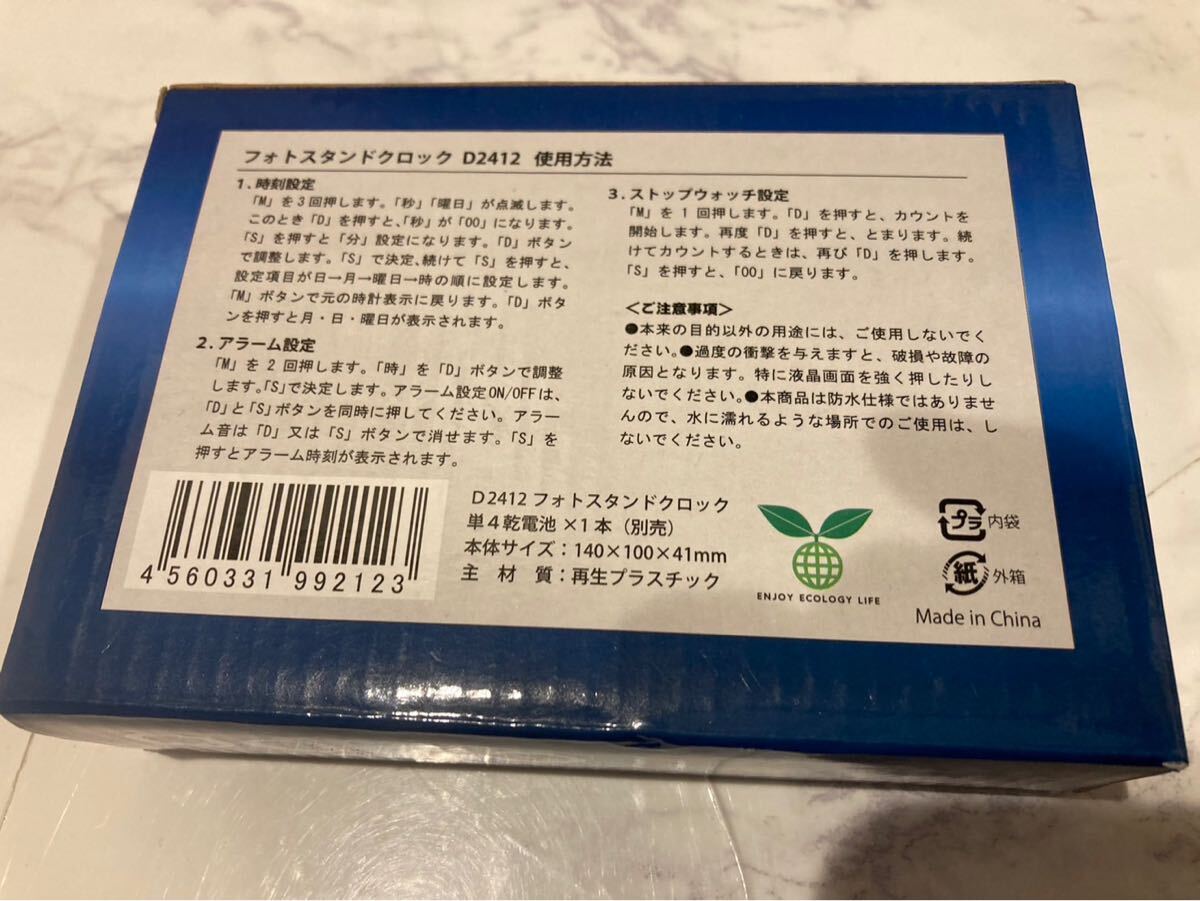 フォトスタンドクロック D2412 使用方法
1.時刻設定
「M」を3回押します。「秒」「曜日」が点滅します。
このとき「D」を押すと、「秒」が「00」になります。
「S」を押すと「分」設定になります。「D」ボタン
で調整します。「S」で決定、続けて「S」を押すと、
設定項目が日→月→曜日→時の順に設定します。
「M」ボタンで元の時計表示に戻ります。「D」ボタ
ンを押すと月・日・曜日が表示されます。
2.アラーム設定
「M」を2回押します。「時」を「D」ボタンで調整
します。「S」で決定します。アラーム設定ON/OFFは、
「D」と「S」ボタンを同時に押してください。アラー
ム音は「D」又は「S」ボタンで消せます。「S」を
押すとアラーム時刻が表示されます。
3.ストップウォッチ設定
「M」を1回押します。「D」を押すと、カウントを
開始します。再度「D」を押すと、とまります。続
けてカウントするときは、再び「D」を押します。
「S」を押すと、「00」に戻ります。
＜ご注意事項＞
●本来の目的以外の用途には、ご使用しないでく
ださい。●過度の衝撃を与えますと、破損や故障の
原因となります。特に液晶画面を強く押したりし
ないでください。●本商品は防水仕様ではありませ
んので、水に濡れるような場所でのご使用は、し
ないでください。
4 560331 992123
D2412 フォトスタンドクロック
単4乾電池 ×1本（別売）
本体サイズ：140×100×41mm
主 材 質：再生プラスチック
ENJOY ECOLOGY LIFE
プラ 内袋
紙 外箱
Made in China